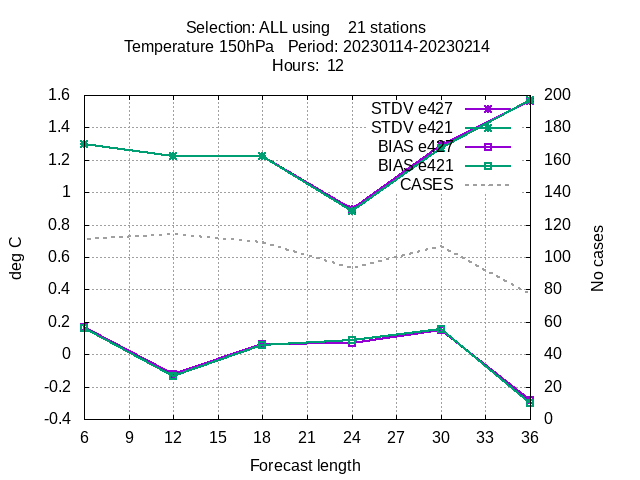 Selection: ALL using    21 stations
Temperature 150hPa   Period: 20230114-20230214
Hours:  12
deg C
1.6
1.4
1.2
1
0.8
0.6
0.4
0.2
0
-0.2
-0.4
STDV e427
STDV e421
BIAS e427
BIAS e421
CASES
200
180
160
140
120
100
80
60
40
20
0
No cases
6 9 12 15 18 21 24 27 30 33 36
Forecast length